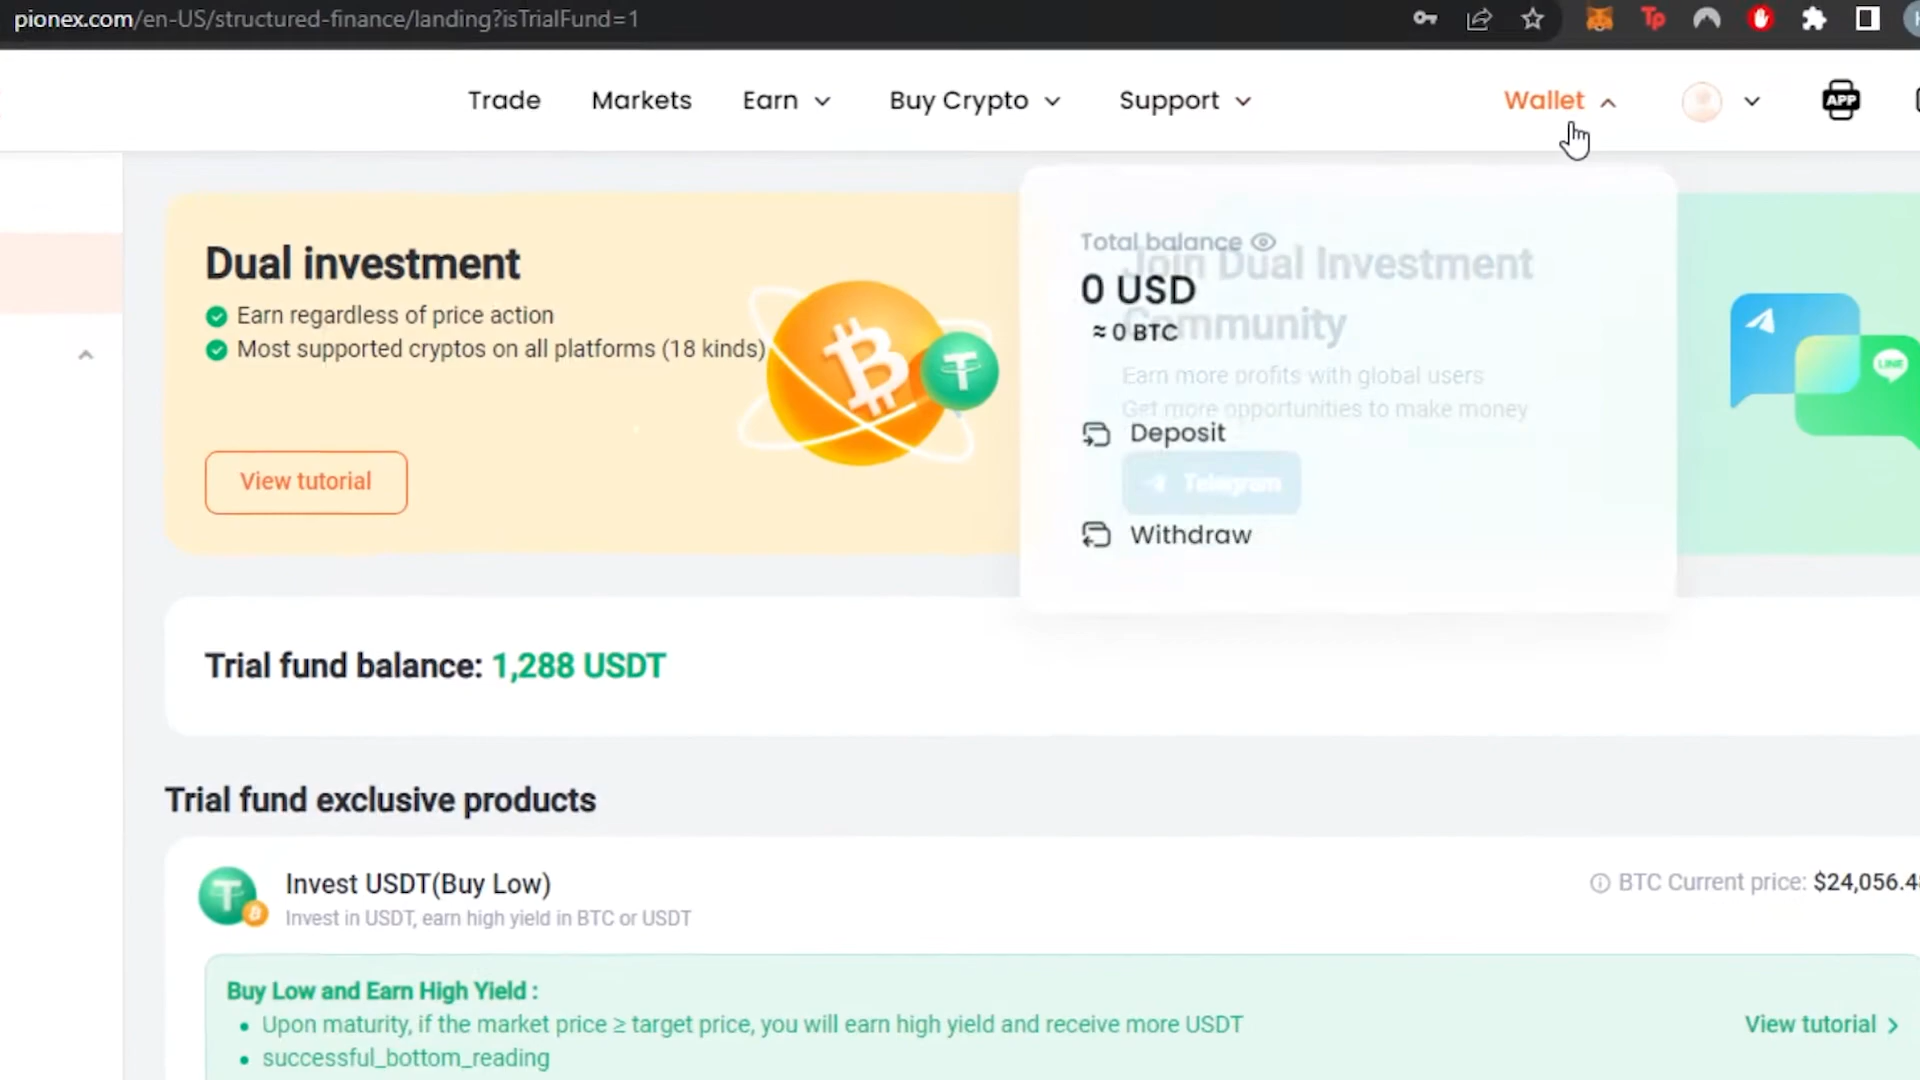 pionex.com/en-US/structured-finance/landing?isTrialFund=1
Tp
Trade
Markets
Earn
Buy Crypto
Support
Wallet
APP
Dual investment
Earn regardless of price action
Most supported cryptos on all platforms (18 kinds)
View tutorial
Total balance
0 USD
≈ 0 BTC
Deposit
Withdraw
Join Dual Investment
Community
Earn more profits with global users
Get more opportunities to make money
Telegram
LINE
Trial fund balance: 1,288 USDT
Trial fund exclusive products
Invest USDT(Buy Low)
Invest in USDT, earn high yield in BTC or USDT
BTC Current price: $24,056.4
Buy Low and Earn High Yield :
• Upon maturity, if the market price ≥ target price, you will earn high yield and receive more USDT
• successful_bottom_reading
View tutorial >